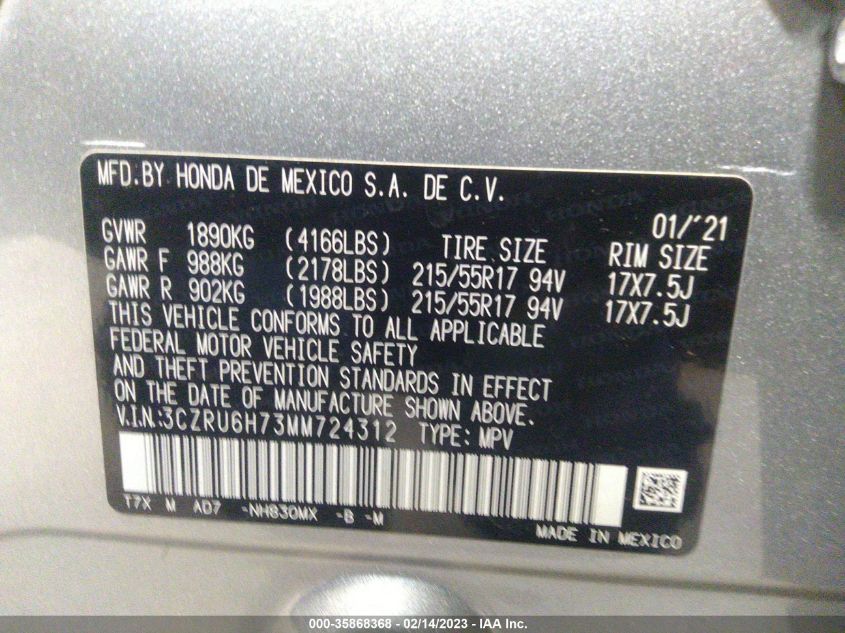 MFD.BY HONDA DE MEXICO S.A. DE C.V.
01/'21
GVWR 1890KG (4166LBS) TIRE SIZE RIM SIZE
GAWR F 988KG (2178LBS) 215/55R17 94V 17X7.5J
GAWR R 902KG (1988LBS) 215/55R17 94V 17X7.5J
THIS VEHICLE CONFORMS TO ALL APPLICABLE
FEDERAL MOTOR VEHICLE SAFETY
AND THEFT PREVENTION STANDARDS IN EFFECT
ON THE DATE OF MANUFACTURE SHOWN ABOVE.
V.I.N:3CZRU6H73MM724312 TYPE: MPV
T7X M AD7 -NH830MX -B -M
MADE IN MEXICO
000-35868368 - 02/14/2023 - IAA Inc.